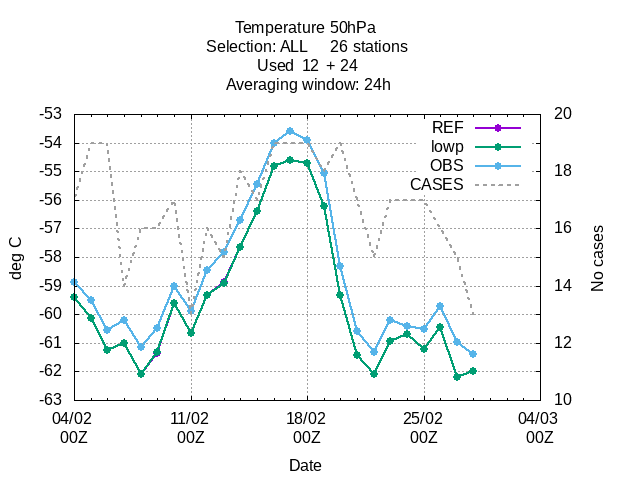 Temperature 50hPa
Selection: ALL 26 stations
Used 12 + 24
Averaging window: 24h
-53 20
REF
-54
lowp
-55 18
OBS
CASES
-56
-57 16
-58
-59 14
-60
-61 12
-62
-63 10
deg C
No cases
04/02 11/02 18/02 25/02 04/03
00Z 00Z 00Z 00Z 00Z
Date